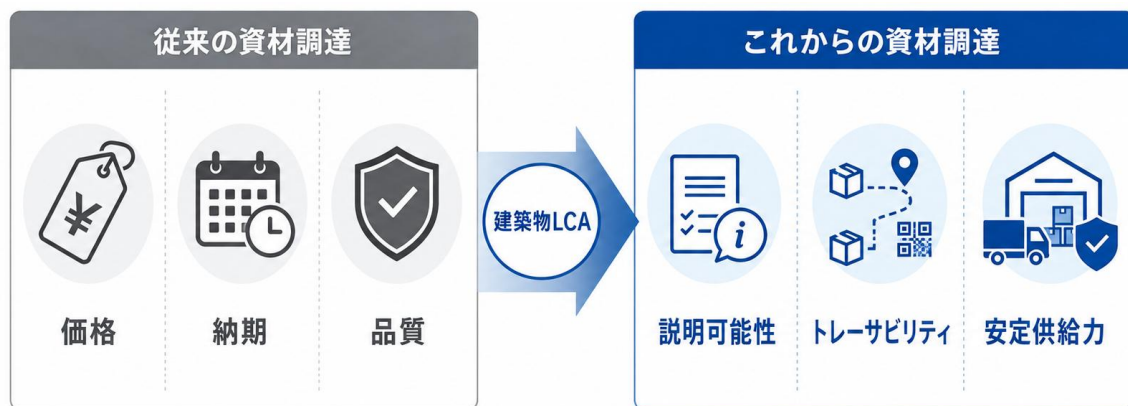 従来の資材調達
これからの資材調達
¥
建築物LCA
i
価格
納期
品質
説明可能性
トレーサビリティ
安定供給力